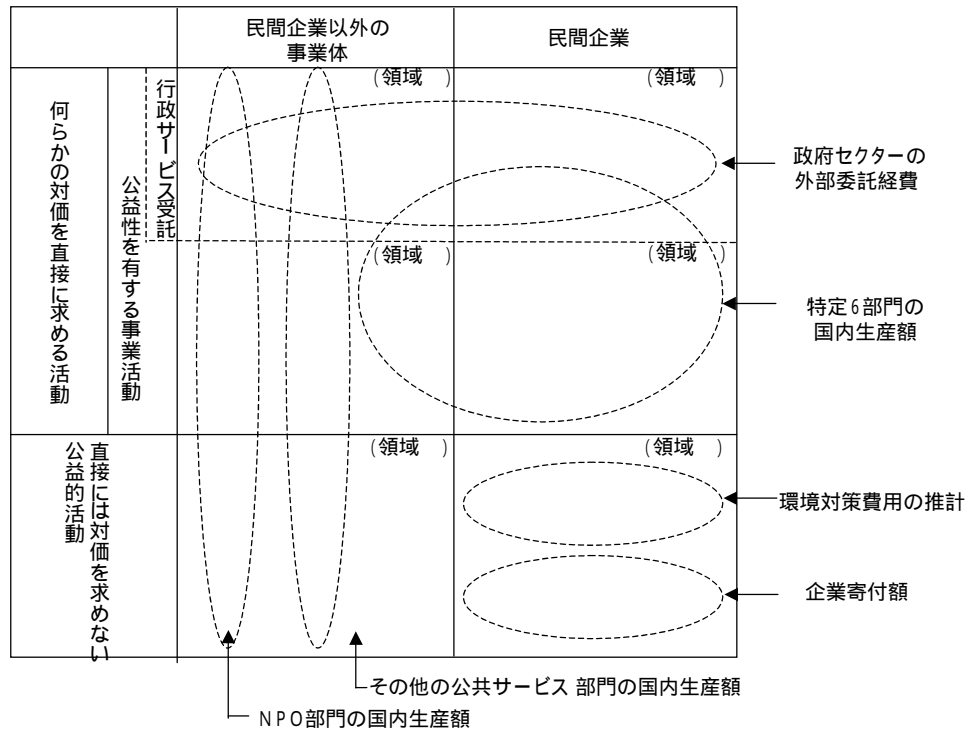 民間企業以外の
事業体
民間企業
何らかの対価を直接に求める活動
公益性を有する事業活動
行政サービス受託
(領域　)
(領域　)
(領域　)
(領域　)
直接には対価を求めない
公益的活動
(領域　)
(領域　)
政府セクターの
外部委託経費
特定6部門の
国内生産額
環境対策費用の推計
企業寄付額
その他の公共サービス 部門の国内生産額
NPO部門の国内生産額